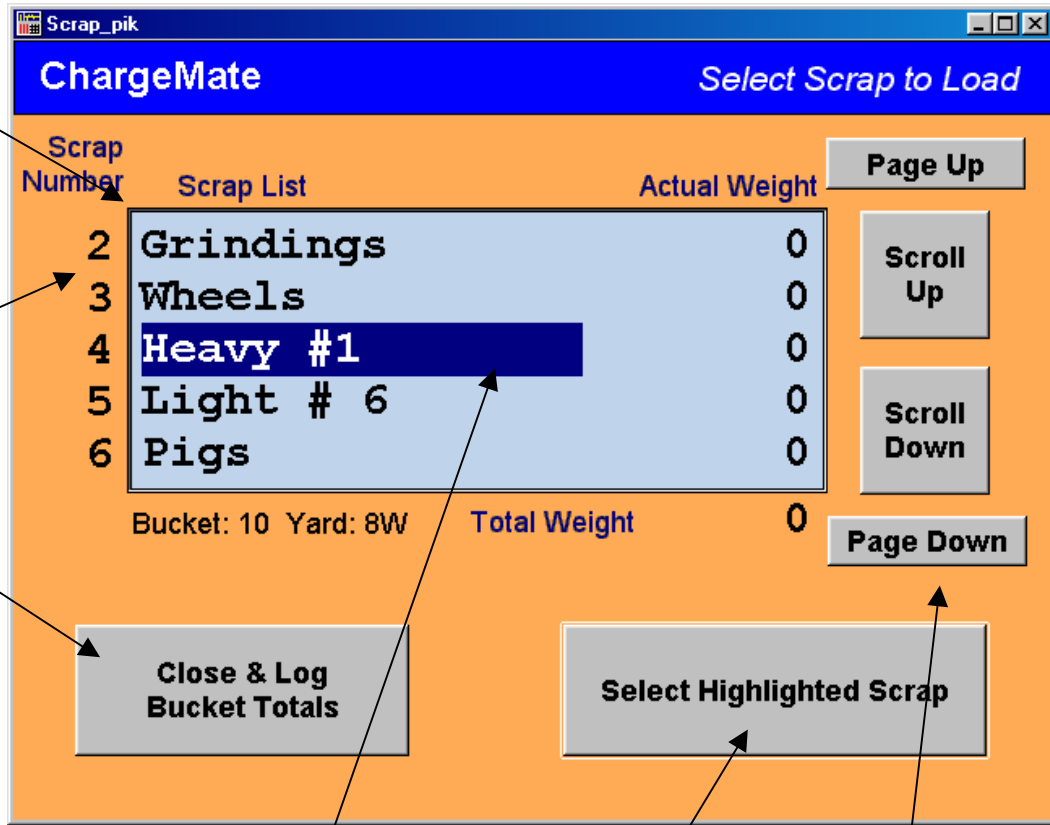 Scrap_pik
ChargeMate Select Scrap to Load
Scrap
Number Scrap List Actual Weight Page Up
2 Grindings 0
3 Wheels 0
4 Heavy #1 0
5 Light # 6 0
6 Pigs 0
Scroll
Up
Scroll
Down
Bucket: 10 Yard: 8W Total Weight 0
Page Down
Close & Log
Bucket Totals
Select Highlighted Scrap